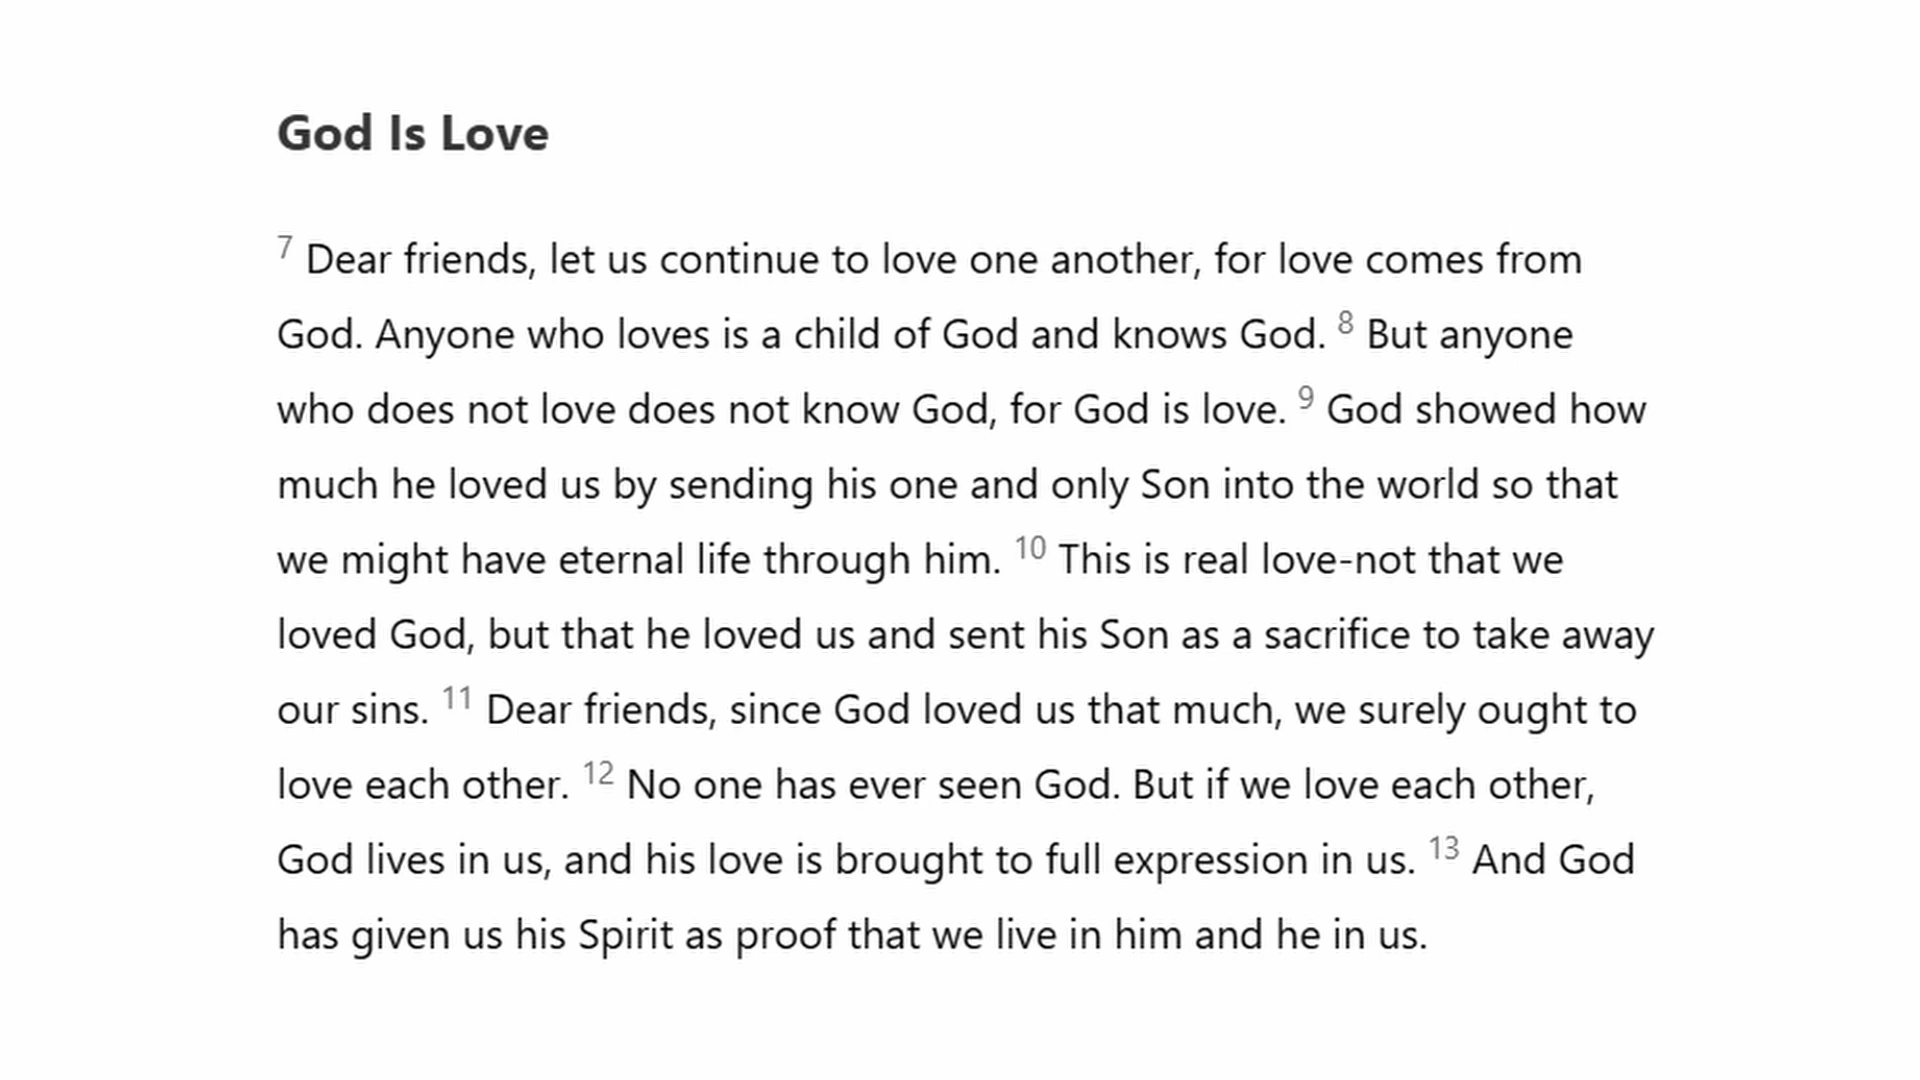 God Is Love
7 Dear friends, let us continue to love one another, for love comes from
God. Anyone who loves is a child of God and knows God. 8 But anyone
who does not love does not know God, for God is love. 9 God showed how
much he loved us by sending his one and only Son into the world so that
we might have eternal life through him. 10 This is real love-not that we
loved God, but that he loved us and sent his Son as a sacrifice to take away
our sins. 11 Dear friends, since God loved us that much, we surely ought to
love each other. 12 No one has ever seen God. But if we love each other,
God lives in us, and his love is brought to full expression in us. 13 And God
has given us his Spirit as proof that we live in him and he in us.